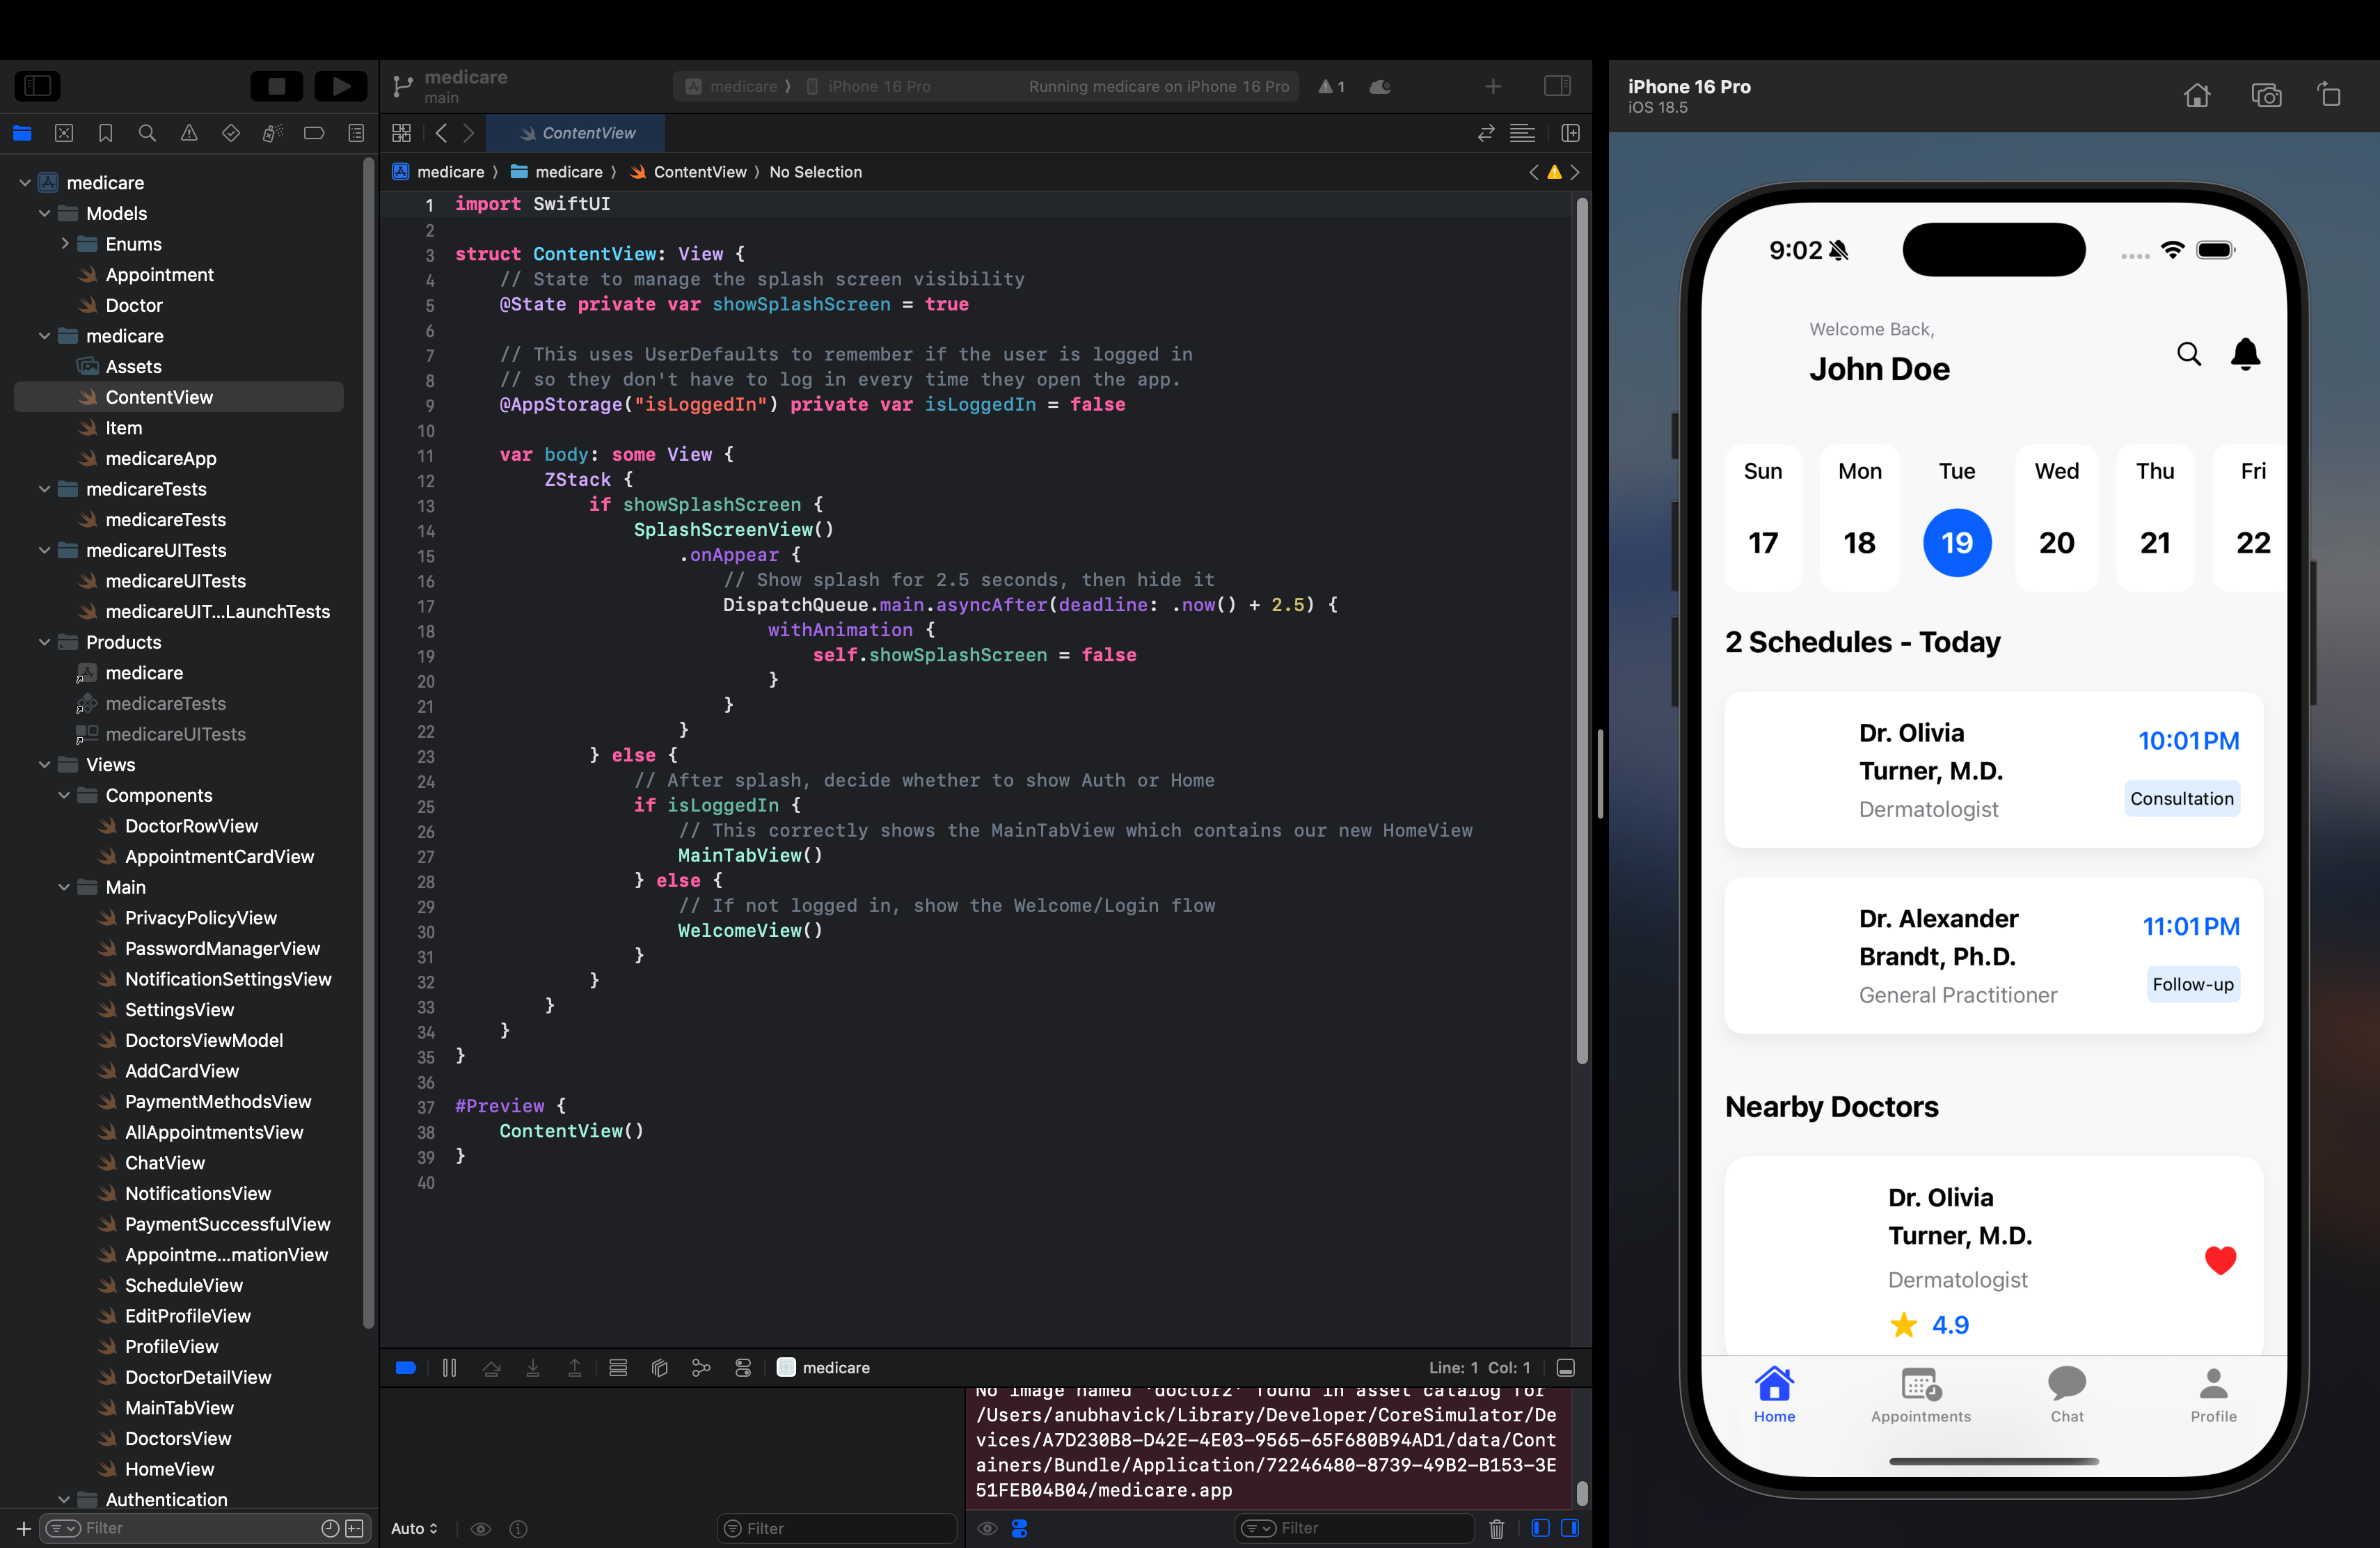 medicare
main
medicare 〉 iPhone 16 Pro
Running medicare on iPhone 16 Pro
1
ContentView
medicare 〉 medicare 〉 ContentView 〉 No Selection
medicare
Models
Enums
Appointment
Doctor
medicare
Assets
ContentView
Item
medicareApp
medicareTests
medicareTests
medicareUITests
medicareUITests
medicareUIT...LaunchTests
Products
medicare
medicareTests
medicareUITests
Views
Components
DoctorRowView
AppointmentCardView
Main
PrivacyPolicyView
PasswordManagerView
NotificationSettingsView
SettingsView
DoctorsViewModel
AddCardView
PaymentMethodsView
AllAppointmentsView
ChatView
NotificationsView
PaymentSuccessfulView
Appointme...mationView
ScheduleView
EditProfileView
ProfileView
DoctorDetailView
MainTabView
DoctorsView
HomeView
Authentication
Filter
1 import SwiftUI
2
3 struct ContentView: View {
4     // State to manage the splash screen visibility
5     @State private var showSplashScreen = true
6
7     // This uses UserDefaults to remember if the user is logged in
8     // so they don't have to log in every time they open the app.
9     @AppStorage("isLoggedIn") private var isLoggedIn = false
10
11     var body: some View {
12         ZStack {
13             if showSplashScreen {
14                 SplashScreenView()
15                     .onAppear {
16                         // Show splash for 2.5 seconds, then hide it
17                         DispatchQueue.main.asyncAfter(deadline: .now() + 2.5) {
18                             withAnimation {
19                                 self.showSplashScreen = false
20                             }
21                         }
22                     }
23             } else {
24                 // After splash, decide whether to show Auth or Home
25                 if isLoggedIn {
26                     // This correctly shows the MainTabView which contains our new HomeView
27                     MainTabView()
28                 } else {
29                     // If not logged in, show the Welcome/Login flow
30                     WelcomeView()
31                 }
32             }
33         }
34     }
35 }
36
37 #Preview {
38     ContentView()
39 }
40
medicare
Line: 1 Col: 1
No image named 'doctor2' found in asset catalog for
/Users/anubhavick/Library/Developer/CoreSimulator/De
vices/A7D230B8-D42E-4E03-9565-65F680B94AD1/data/Cont
ainers/Bundle/Application/72246480-8739-49B2-B153-3E
51FEB04B04/medicare.app
Auto
Filter
Filter
iPhone 16 Pro
iOS 18.5
9:02
Welcome Back,
John Doe
Sun Mon Tue Wed Thu Fri
17 18 19 20 21 22
2 Schedules - Today
Dr. Olivia
Turner, M.D.
Dermatologist
10:01PM
Consultation
Dr. Alexander
Brandt, Ph.D.
General Practitioner
11:01PM
Follow-up
Nearby Doctors
Dr. Olivia
Turner, M.D.
Dermatologist
4.9
Home Appointments Chat Profile